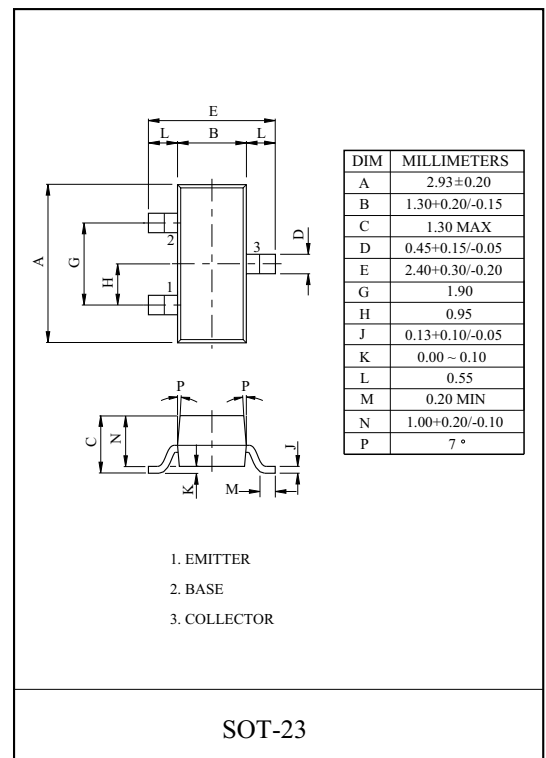 E
L B L
A
G
H
D
2
3
1
P P
C
N
K
M
J
DIM MILLIMETERS
A 2.93±0.20
B 1.30+0.20/-0.15
C 1.30 MAX
D 0.45+0.15/-0.05
E 2.40+0.30/-0.20
G 1.90
H 0.95
J 0.13+0.10/-0.05
K 0.00 ~ 0.10
L 0.55
M 0.20 MIN
N 1.00+0.20/-0.10
P 7 °
1. EMITTER
2. BASE
3. COLLECTOR
SOT-23